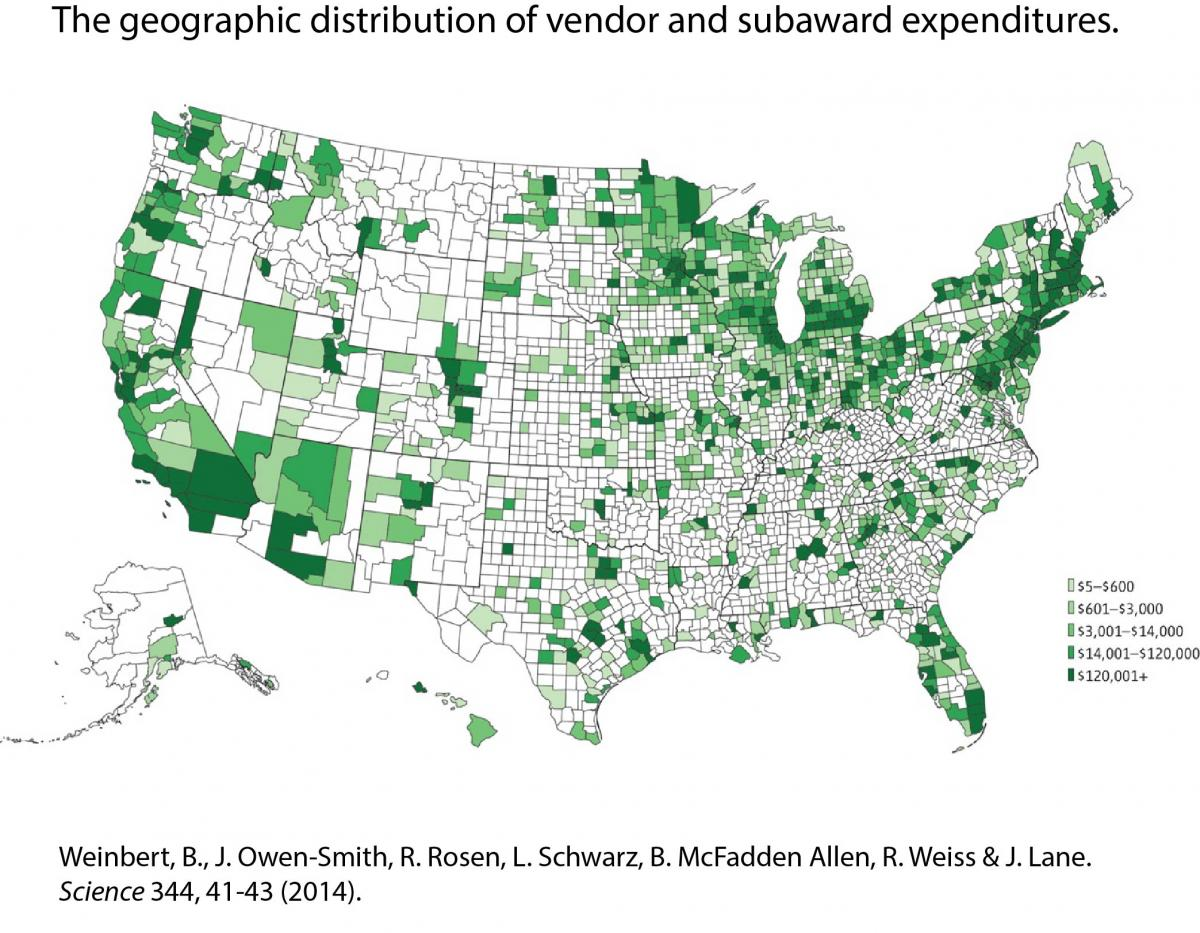 The geographic distribution of vendor and subaward expenditures.
$5–$600
$601–$3,000
$3,001–$14,000
$14,001–$120,000
$120,001+
Weinbert, B., J. Owen-Smith, R. Rosen, L. Schwarz, B. McFadden Allen, R. Weiss & J. Lane.
Science 344, 41-43 (2014).